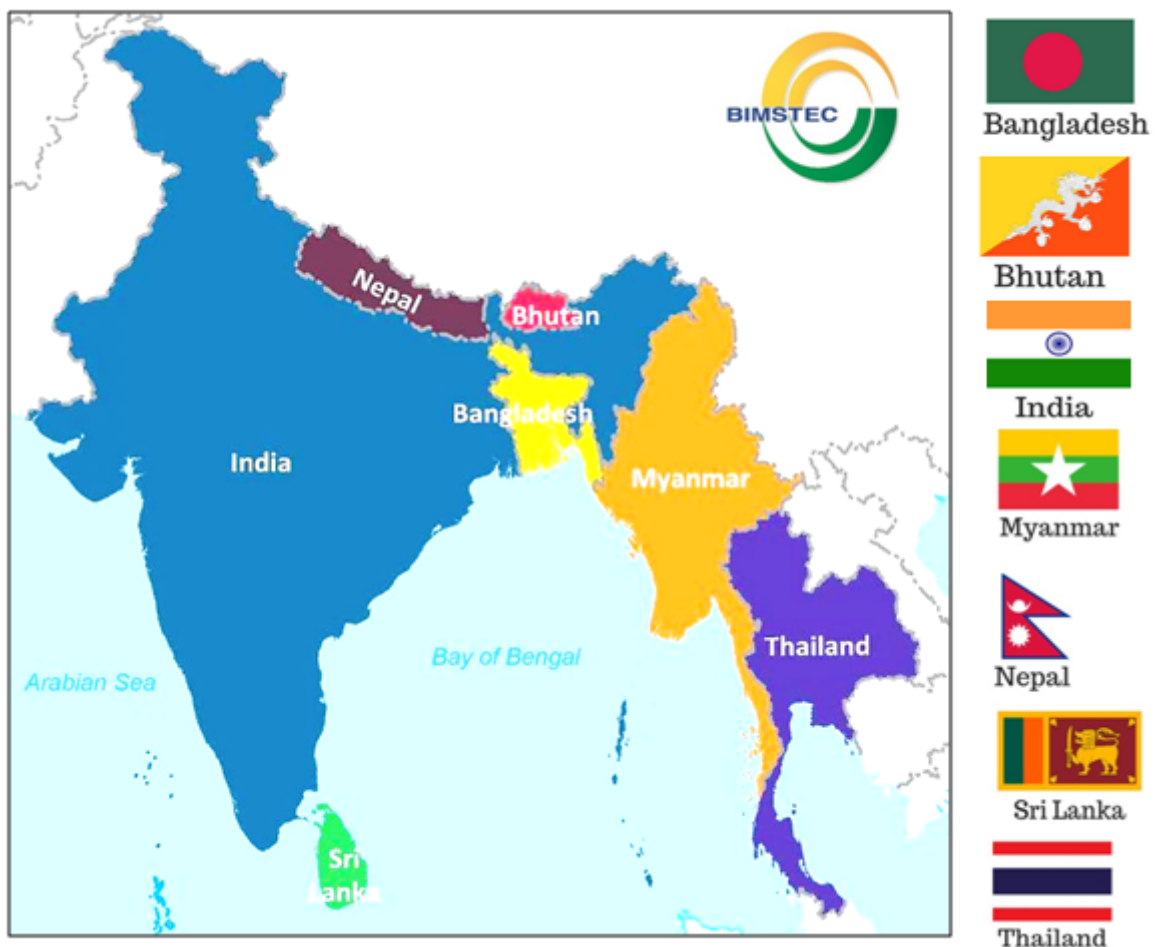 BIMSTEC
Nepal
Bhutan
Bangladesh
India
Myanmar
Thailand
Bay of Bengal
Arabian Sea
Sri
Lanka
Bangladesh
Bhutan
India
Myanmar
Nepal
Sri Lanka
Thailand